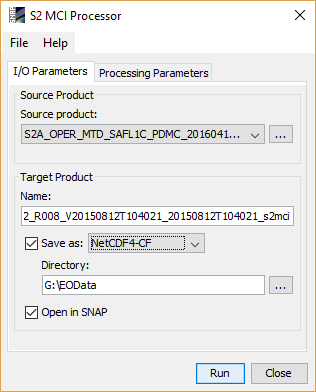 S2 MCI Processor
File Help
I/O Parameters Processing Parameters
Source Product
Source product:
S2A_OPER_MTD_SAFL1C_PDMC_2016041... ...
Target Product
Name:
2_R008_V20150812T104021_20150812T104021_s2mci
Save as: NetCDF4-CF
Directory:
G:\EOData ...
Open in SNAP
Run Close